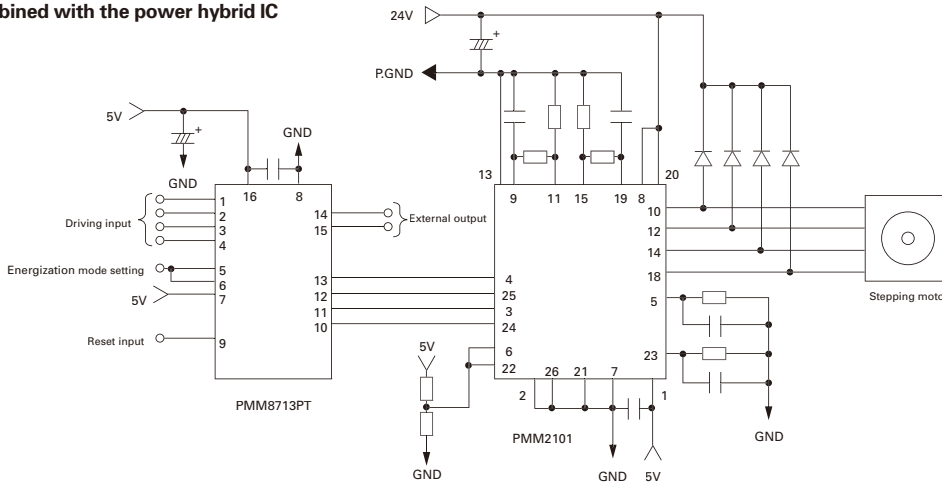 bined with the power hybrid IC
24V
+
P.GND
5V
+
GND
GND
13
20
16
8
9
11
15
19
8
Driving input
1
2
3
4
14
15
External output
10
12
14
18
Energization mode setting
5
6
5V
7
13
12
11
10
4
25
3
24
5
Stepping moto
Reset input
9
5V
6
22
23
26
21
7
2
1
PMM8713PT
PMM2101
GND
GND
GND
5V